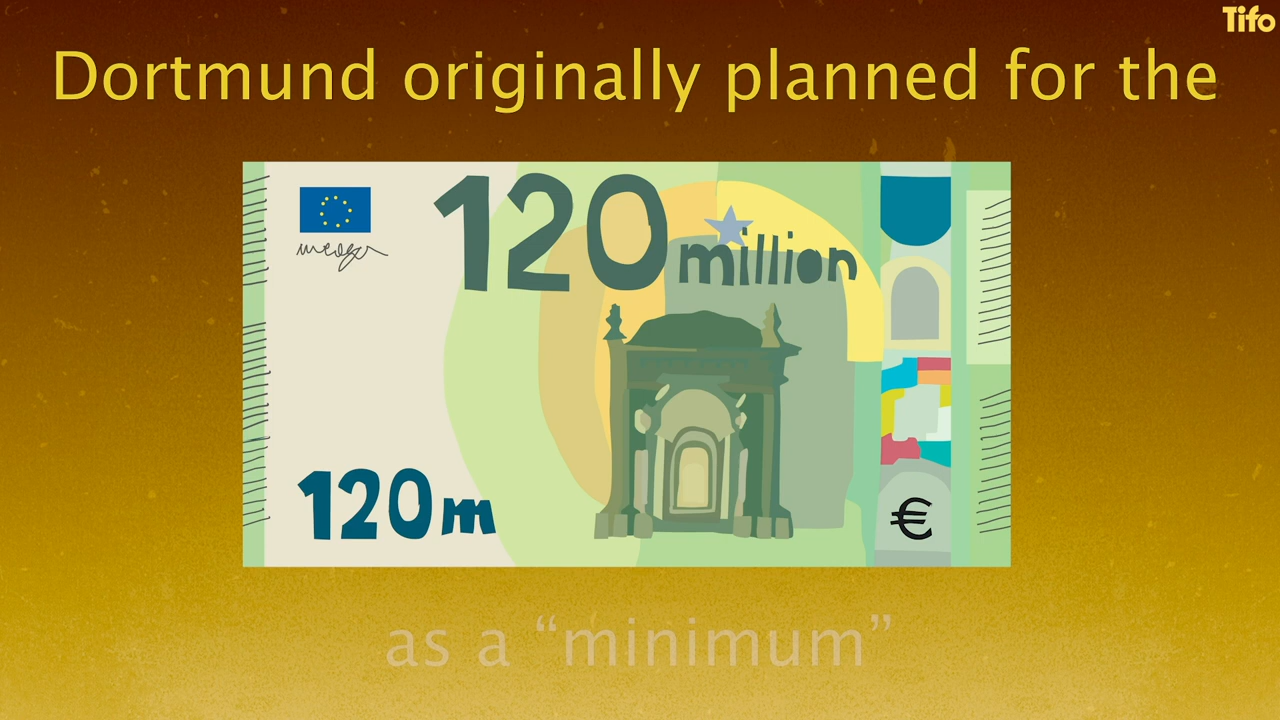 Tifo
Dortmund originally planned for the
120 million
120m
€
as a “minimum”